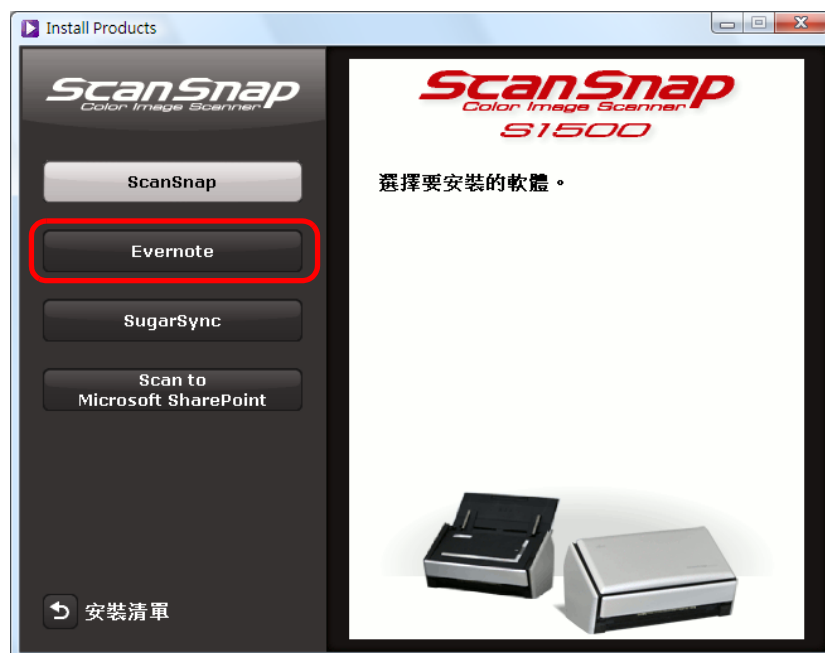 Install Products
ScanSnap
Color Image Scanner
ScanSnap
Evernote
SugarSync
Scan to
Microsoft SharePoint
安裝清單
ScanSnap
Color Image Scanner
S1500
選擇要安裝的軟體。